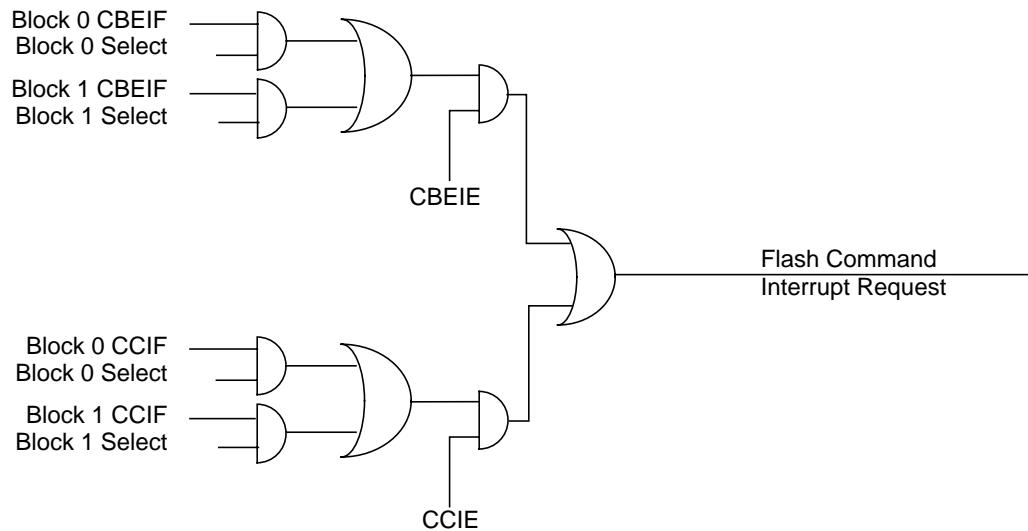 Block 0 CBEIF
Block 0 Select
Block 1 CBEIF
Block 1 Select
CBEIE
Flash Command
Interrupt Request
Block 0 CCIF
Block 0 Select
Block 1 CCIF
Block 1 Select
CCIE